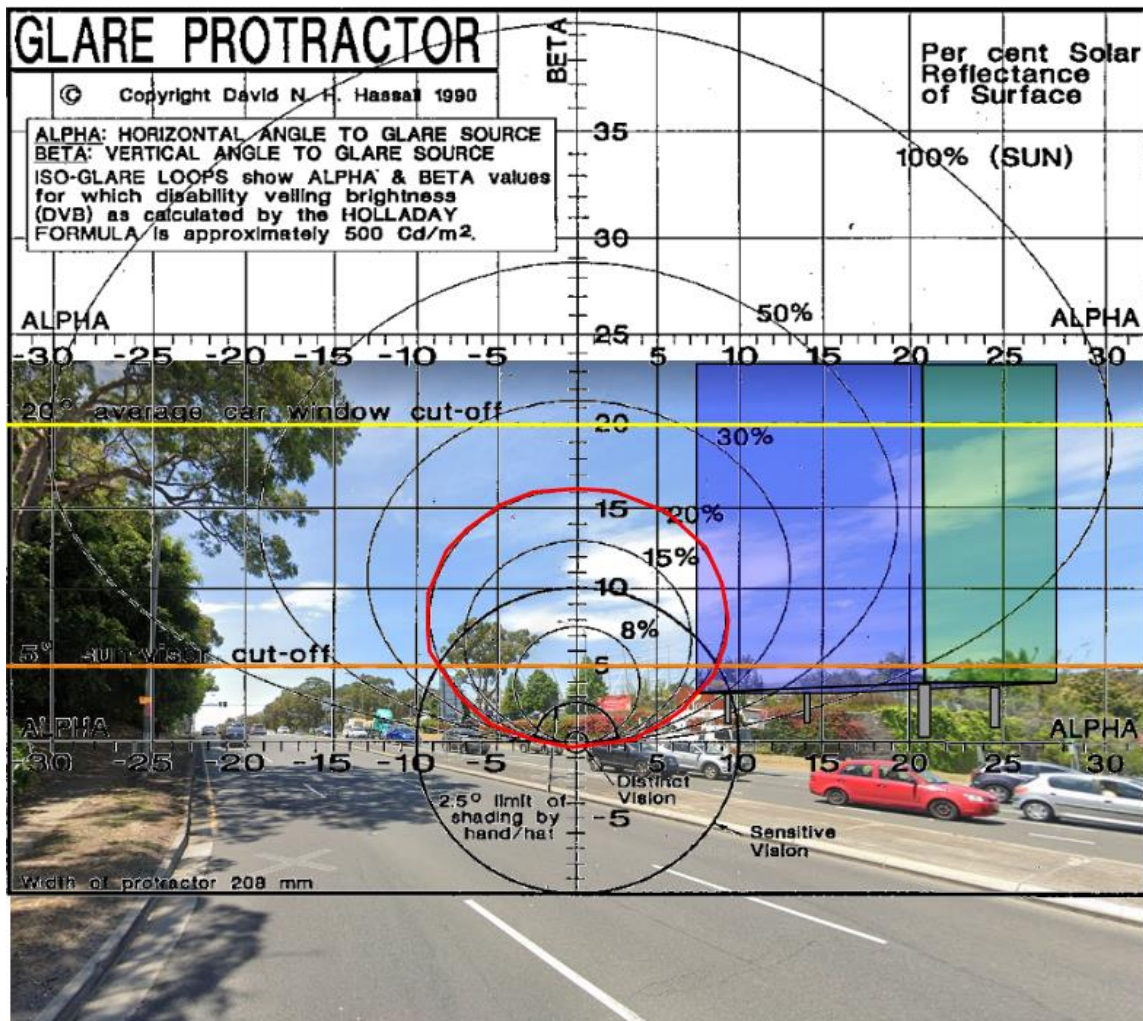 GLARE PROTRACTOR
© Copyright David N. H. Hassall 1990
ALPHA: HORIZONTAL ANGLE TO GLARE SOURCE
BETA: VERTICAL ANGLE TO GLARE SOURCE
ISO-GLARE LOOPS show ALPHA & BETA values
for which disability veiling brightness
(DVB) as calculated by the HOLLADAY
FORMULA is approximately 500 Cd/m².
BETA
Per cent Solar
Reflectance
of Surface
35
100% (SUN)
30
50%
ALPHA 25 ALPHA
-30 -25 -20 -15 -10 -5 5 10 15 20 25 30
20° average car window cut-off
20
30%
15
20%
15%
10
8%
5° sun-visor cut-off
5
ALPHA 0 ALPHA
-30 -25 -20 -15 -10 -5 5 10 15 20 25 30
Distinct
Vision
2.5° limit of
shading by
hand/hat
-5
Sensitive
Vision
Width of protractor 208 mm